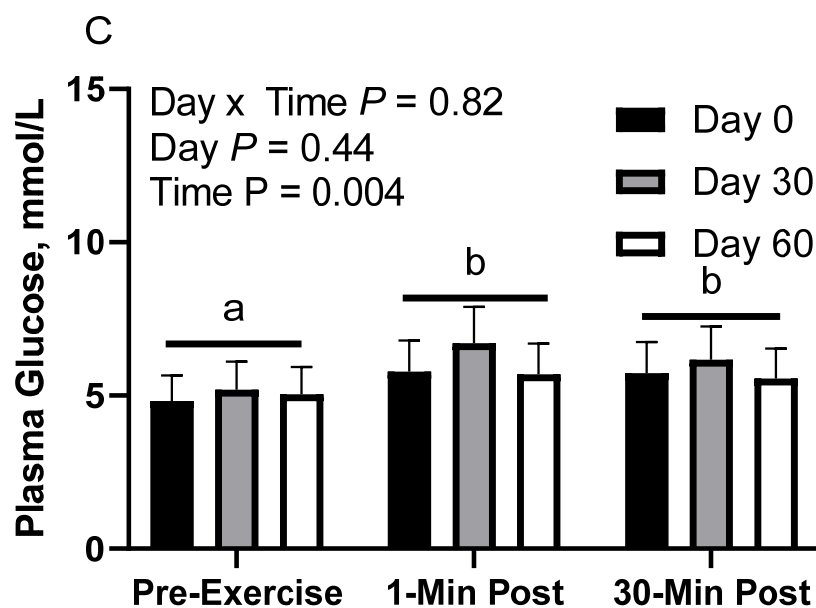 C
Plasma Glucose, mmol/L
15
10
5
0
Day x Time P = 0.82
Day P = 0.44
Time P = 0.004
Day 0
Day 30
Day 60
a
b
b
Pre-Exercise
1-Min Post
30-Min Post